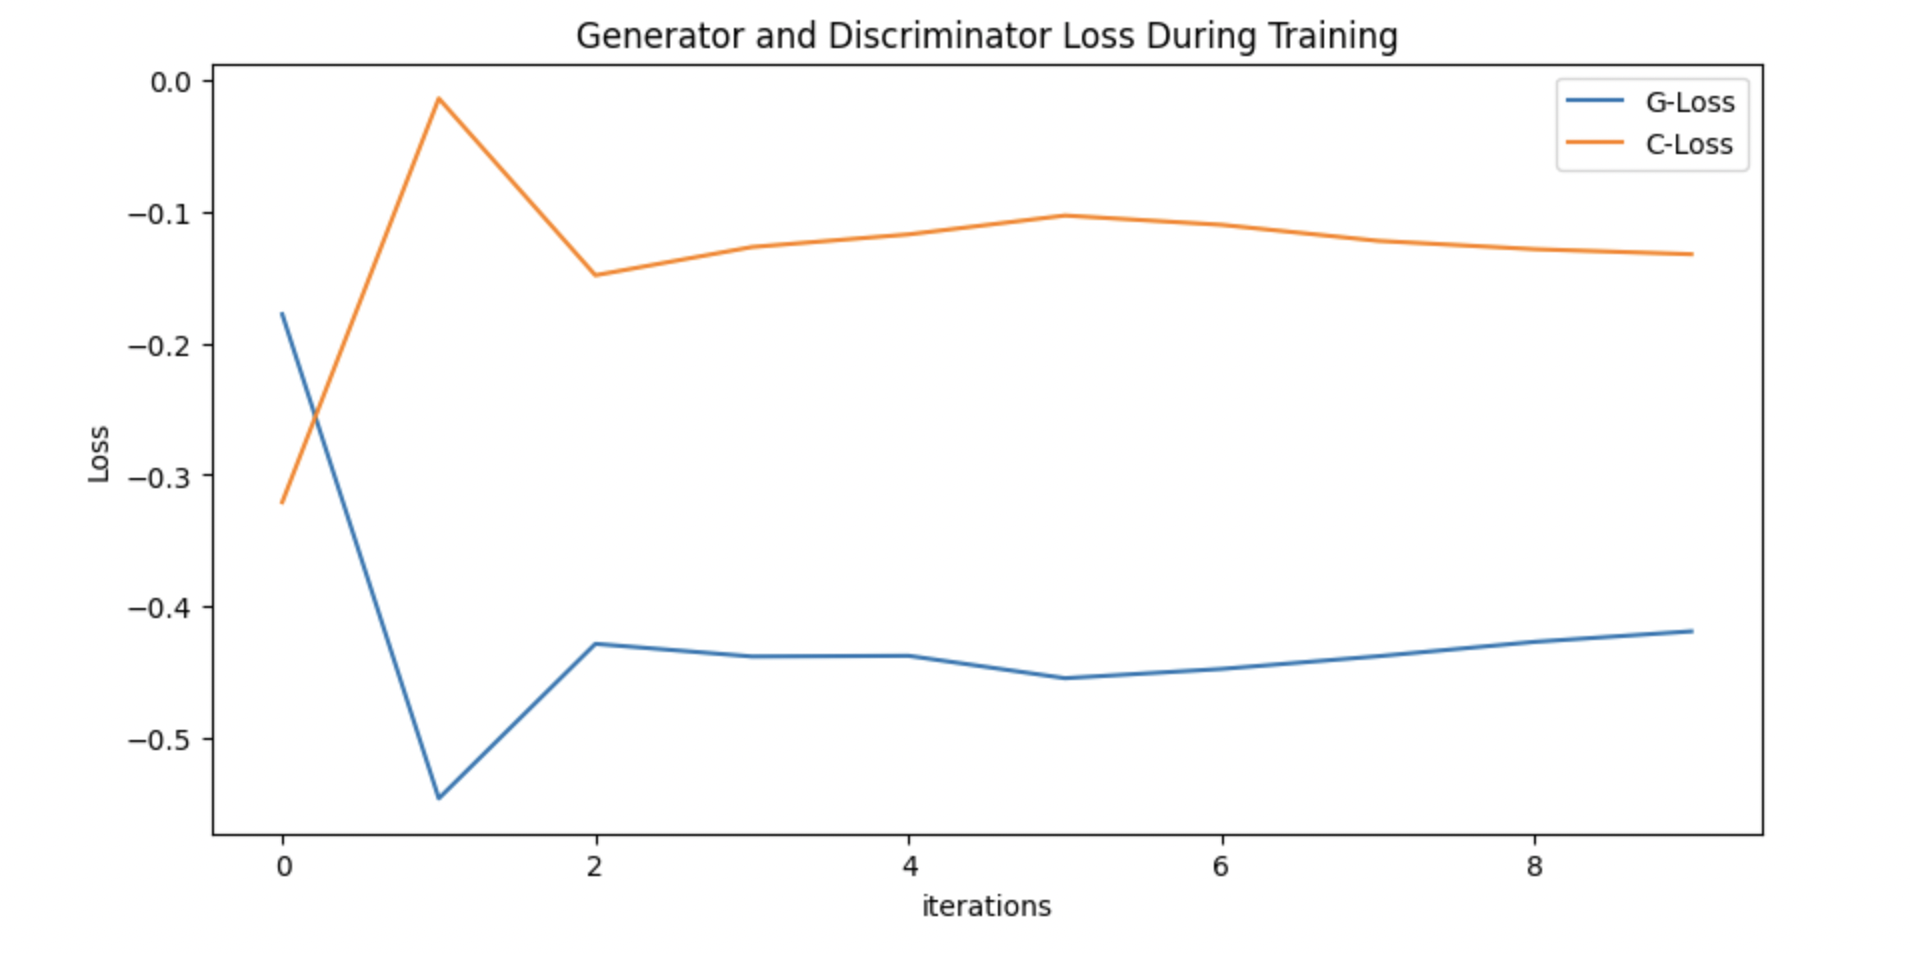 Generator and Discriminator Loss During Training
G-Loss
C-Loss
0.0
−0.1
−0.2
−0.3
−0.4
−0.5
Loss
0 2 4 6 8
iterations